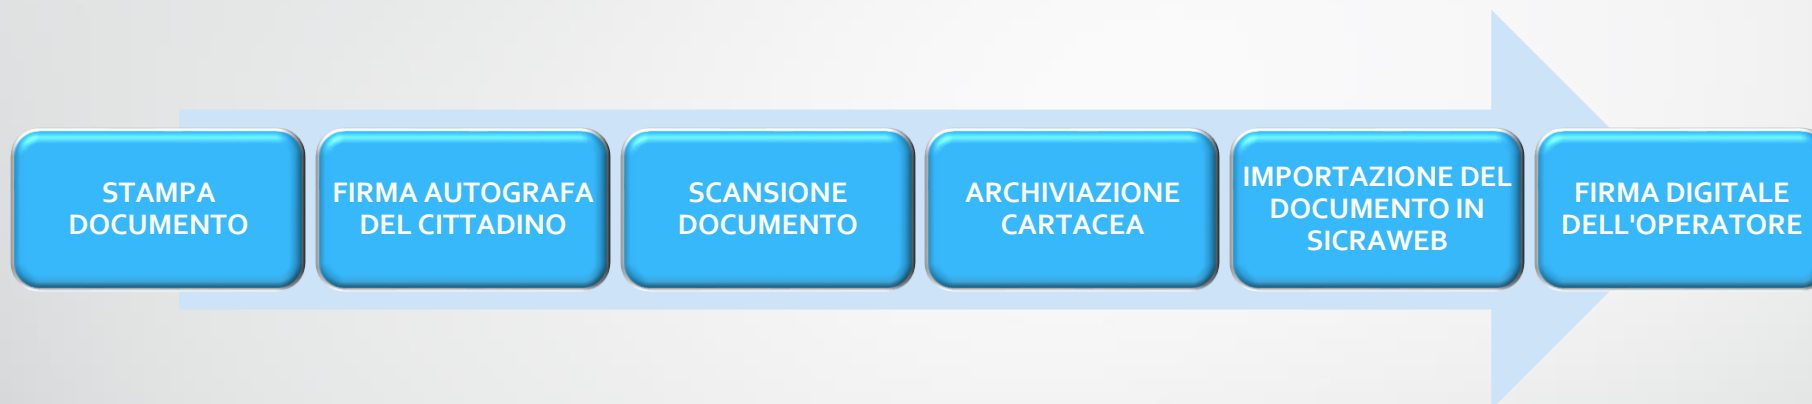 STAMPA
DOCUMENTO
FIRMA AUTOGRAFA
DEL CITTADINO
SCANSIONE
DOCUMENTO
ARCHIVIAZIONE
CARTACEA
IMPORTAZIONE DEL
DOCUMENTO IN
SICRAWEB
FIRMA DIGITALE
DELL'OPERATORE